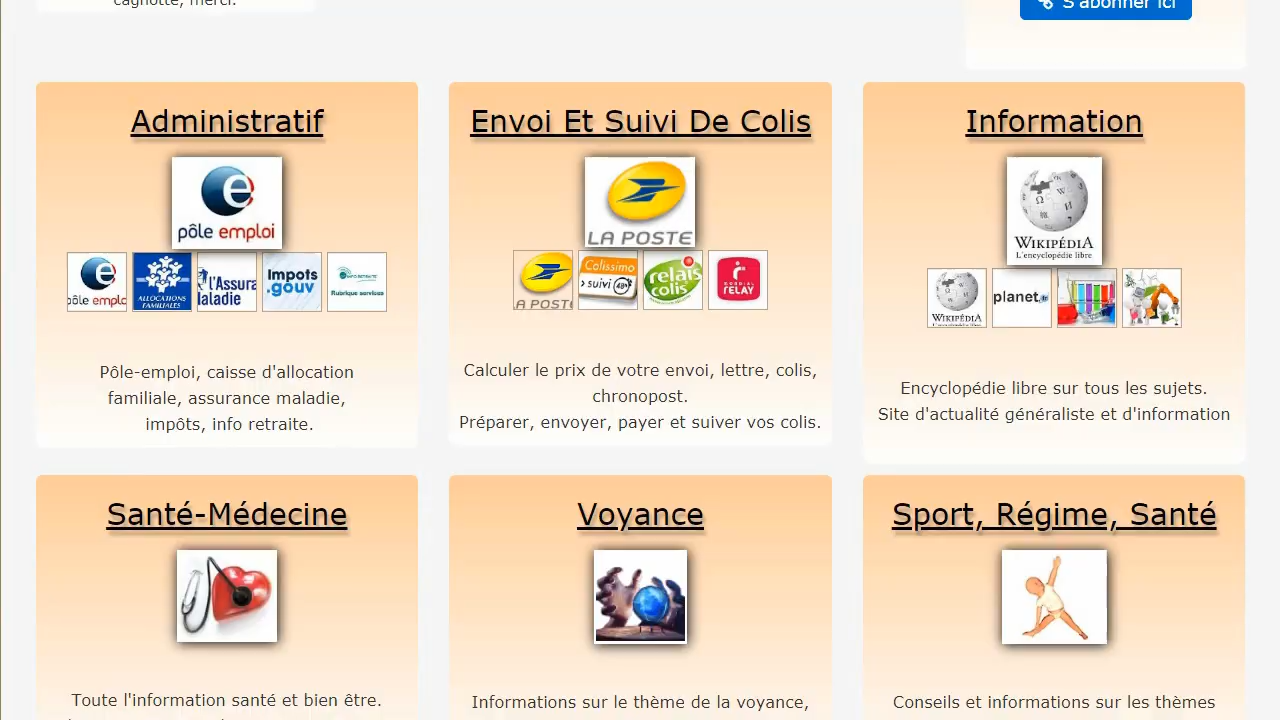 cagnotte, merci.
S'abonner ici
Administratif
pôle emploi
ALLOCATIONS
FAMILIALES
l'Assura
Maladie
Impots
.gouv
INFO RETRAITE
Rubrique services
Pôle-emploi, caisse d'allocation
familiale, assurance maladie,
impôts, info retraite.
Envoi Et Suivi De Colis
LA POSTE
LA POSTE
Colissimo
suivi 48h
relais
colis
MONDIAL
RELAY
Calculer le prix de votre envoi, lettre, colis,
chronopost.
Préparer, envoyer, payer et suiver vos colis.
Information
WIKIPÉDIA
L'encyclopédie libre
WIKIPÉDIA
planet.fr
Encyclopédie libre sur tous les sujets.
Site d'actualité généraliste et d'information
Santé-Médecine
Toute l'information santé et bien être.
Voyance
Informations sur le thème de la voyance,
Sport, Régime, Santé
Conseils et informations sur les thèmes